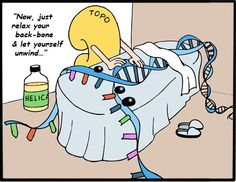 "Now, just
relax your
back-bone
& let yourself
unwind..."
TOPO
HELICA